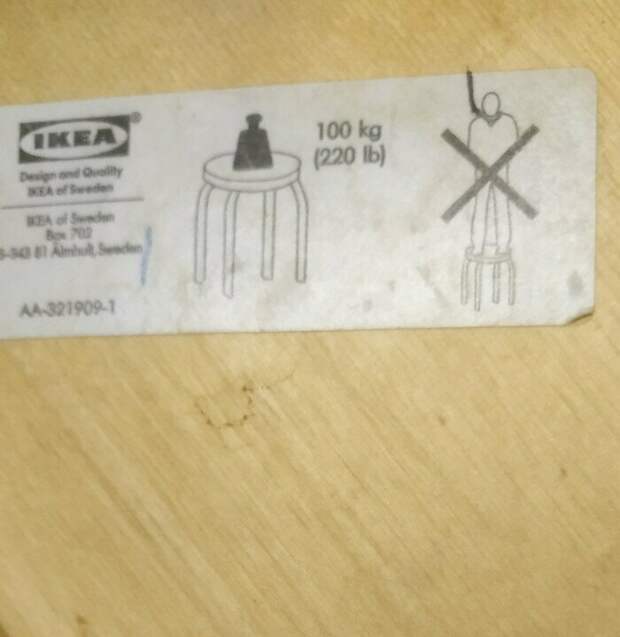 IKEA®
Design and Quality
IKEA of Sweden
IKEA of Sweden
Box 702
S-343 81 Älmhult, Sweden
AA-321909-1
100 kg
(220 lb)